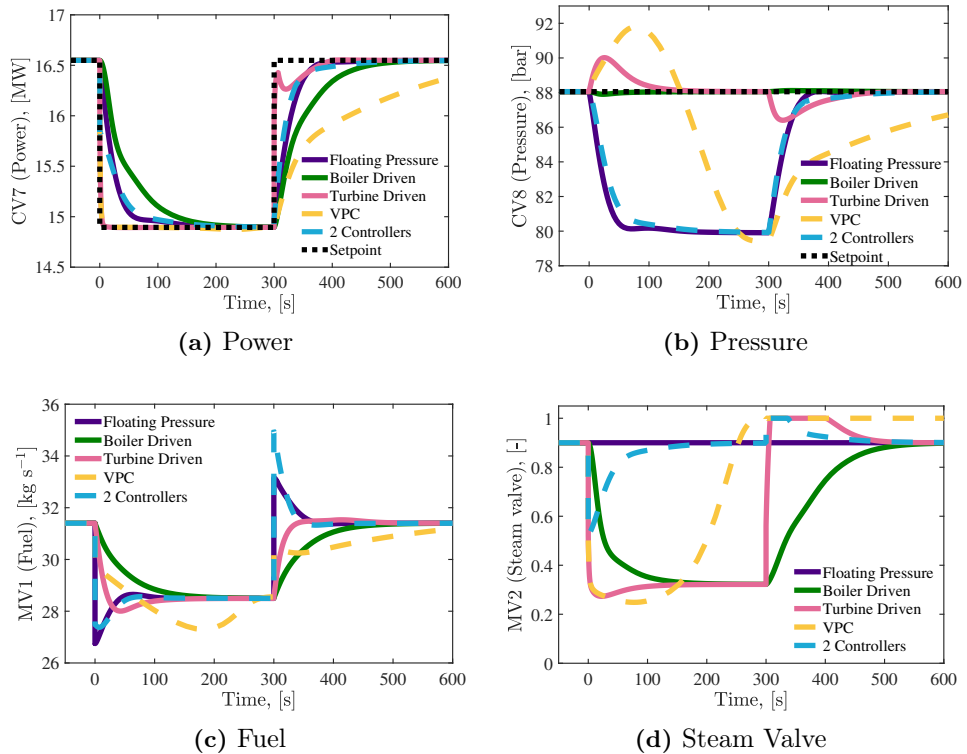 16.5
16
15.5
15
14.5
CV7 (Power), [MW]
0 100 200 300 400 500 600
Time, [s]
Floating Pressure
Boiler Driven
Turbine Driven
VPC
2 Controllers
Setpoint
(a) Power
92
90
88
86
84
82
80
78
CV8 (Pressure), [bar]
0 100 200 300 400 500 600
Time, [s]
Floating Pressure
Boiler Driven
Turbine Driven
VPC
2 Controllers
Setpoint
(b) Pressure
36
34
31
30
28
26
MV1 (Fuel), [kg s⁻¹]
0 100 200 300 400 500 600
Time, [s]
Floating Pressure
Boiler Driven
Turbine Driven
VPC
2 Controllers
(c) Fuel
1
0.8
0.6
0.4
0.2
0
MV2 (Steam valve), [-]
0 100 200 300 400 500 600
Time, [s]
Floating Pressure
Boiler Driven
Turbine Driven
VPC
2 Controllers
(d) Steam Valve